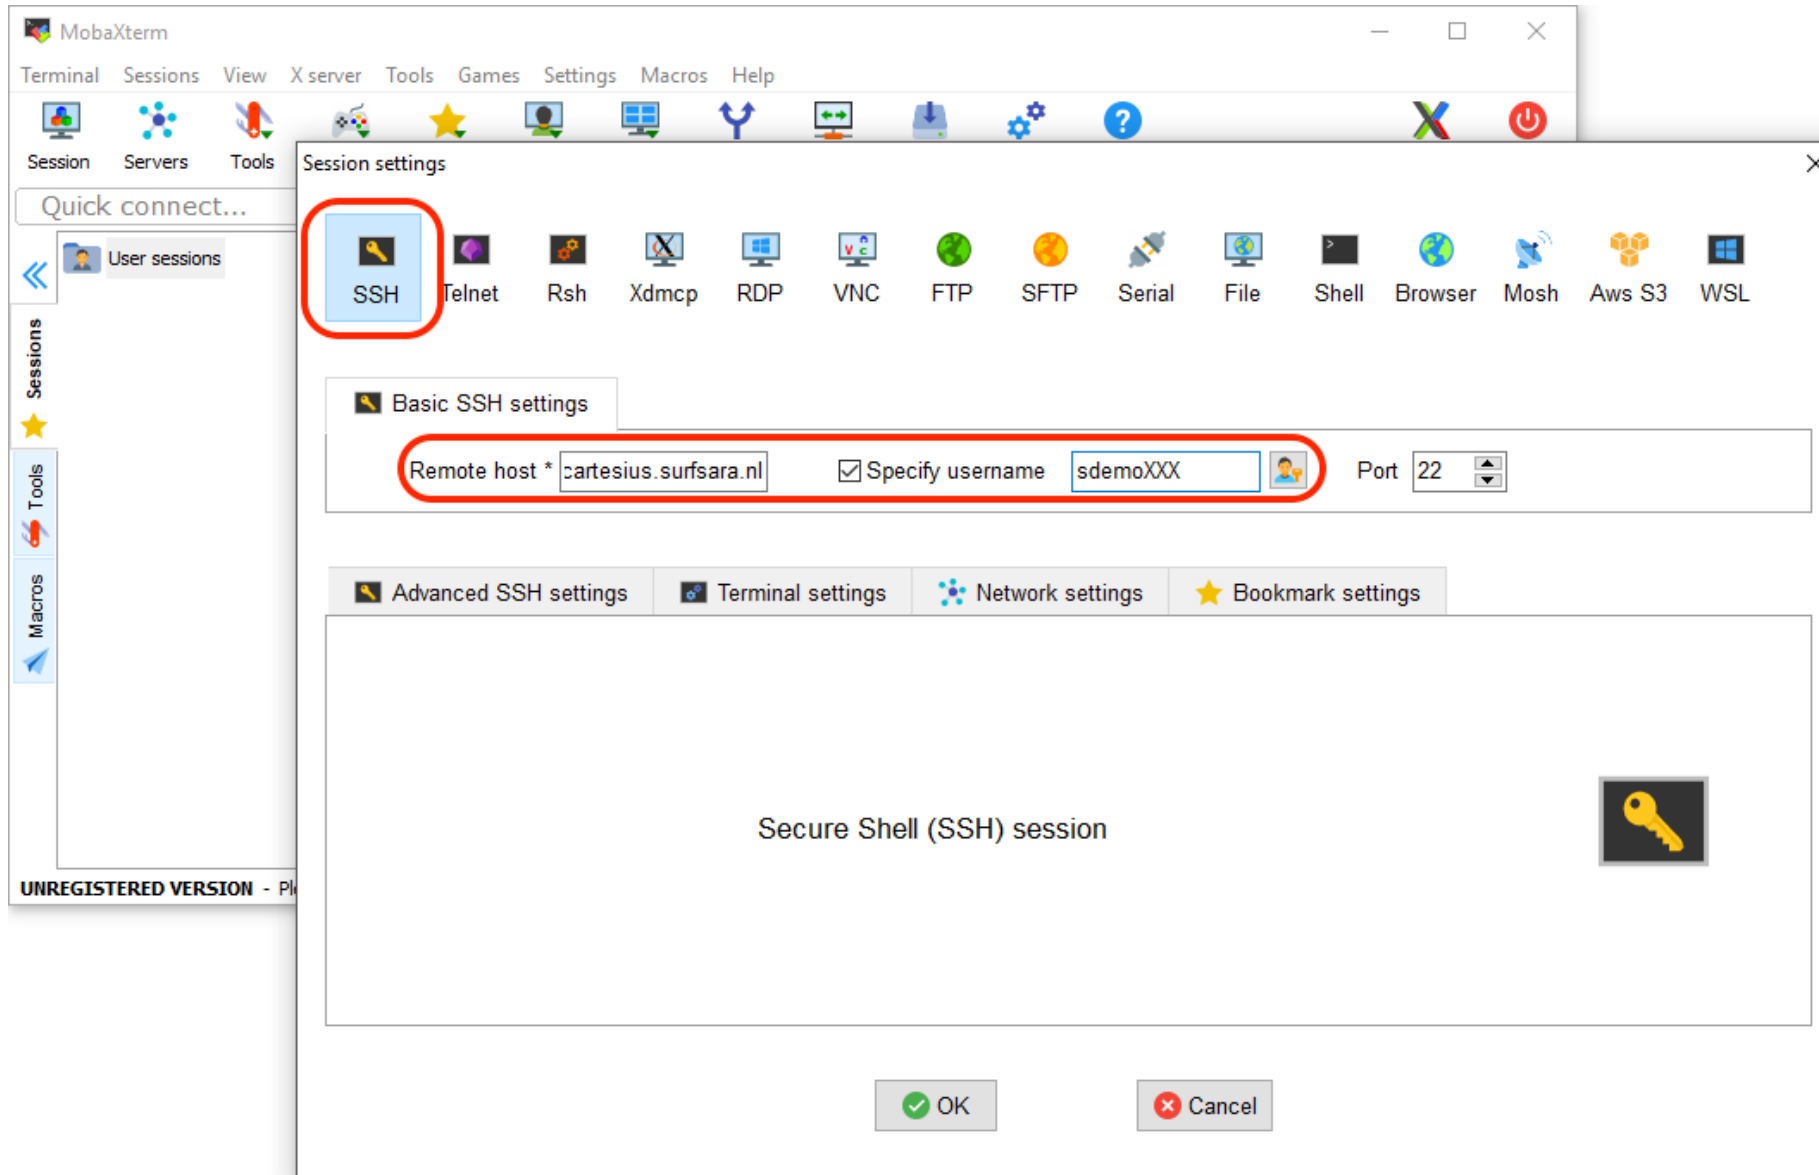 MobaXterm
Terminal Sessions View X server Tools Games Settings Macros Help
Session Servers Tools
Session settings
Quick connect...
User sessions
SSH Telnet Rsh Xdmcp RDP VNC FTP SFTP Serial File Shell Browser Mosh Aws S3 WSL
Sessions
Tools
Macros
Basic SSH settings
Remote host * cartesius.surfsara.nl Specify username sdemoXXX Port 22
Advanced SSH settings Terminal settings Network settings Bookmark settings
Secure Shell (SSH) session
UNREGISTERED VERSION - Pl
OK Cancel